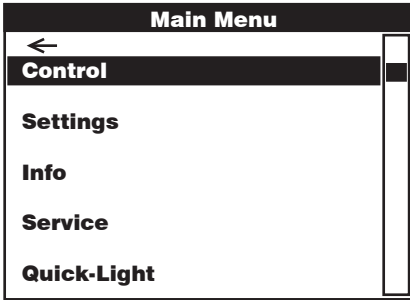 Main Menu
←
Control
Settings
Info
Service
Quick-Light